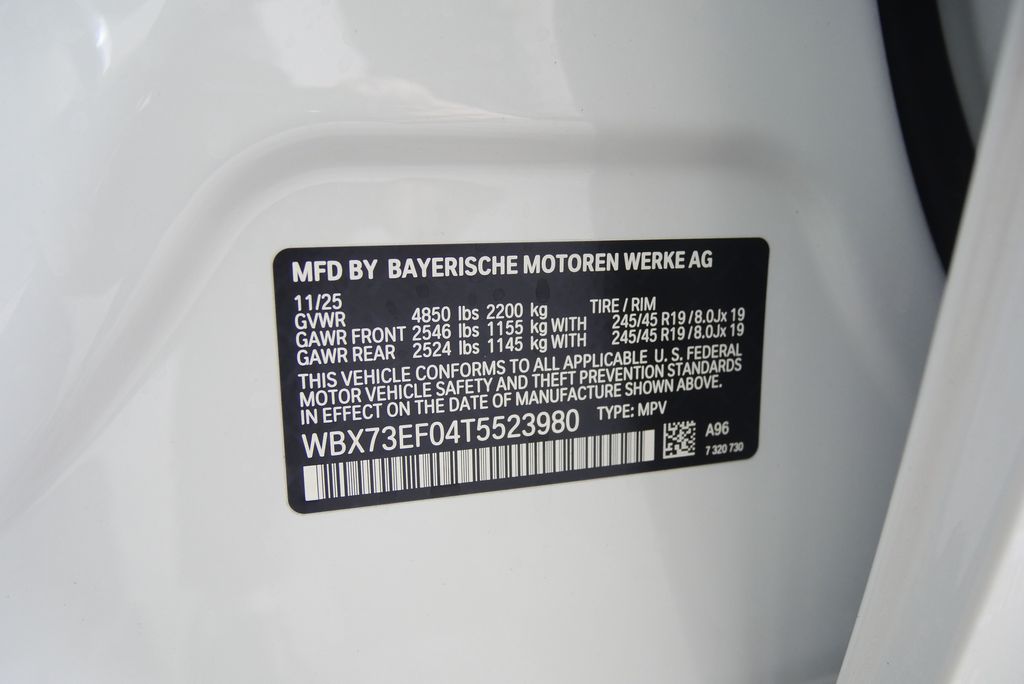 MFD BY BAYERISCHE MOTOREN WERKE AG
11/25 TIRE / RIM
GVWR 4850 lbs 2200 kg
GAWR FRONT 2546 lbs 1155 kg WITH 245/45 R19 / 8.0Jx 19
GAWR REAR 2524 lbs 1145 kg WITH 245/45 R19 / 8.0Jx 19
THIS VEHICLE CONFORMS TO ALL APPLICABLE U. S. FEDERAL
MOTOR VEHICLE SAFETY AND THEFT PREVENTION STANDARDS
IN EFFECT ON THE DATE OF MANUFACTURE SHOWN ABOVE.
WBX73EF04T5523980 TYPE: MPV
A96
7 320 730